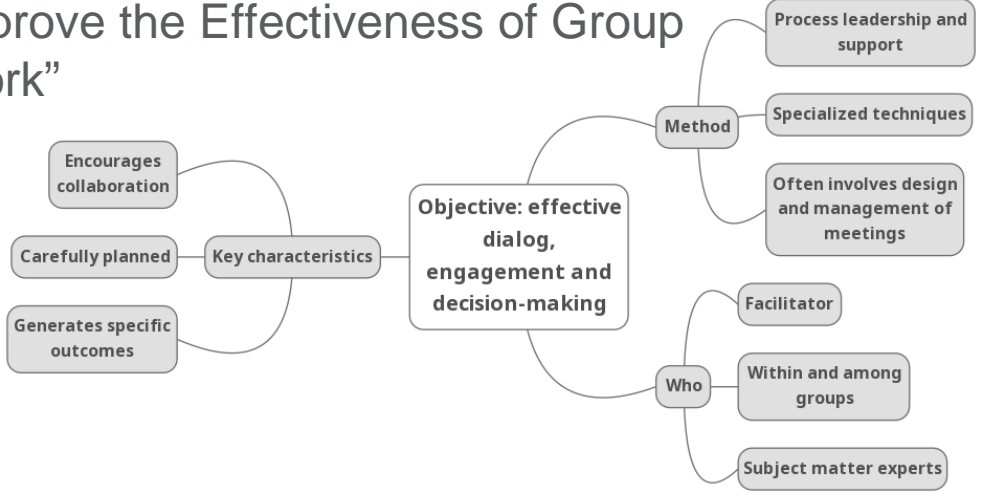 prove the Effectiveness of Group
ork”
Encourages
collaboration
Carefully planned
Generates specific
outcomes
Key characteristics
Objective: effective
dialog,
engagement and
decision-making
Method
Process leadership and
support
Specialized techniques
Often involves design
and management of
meetings
Who
Facilitator
Within and among
groups
Subject matter experts